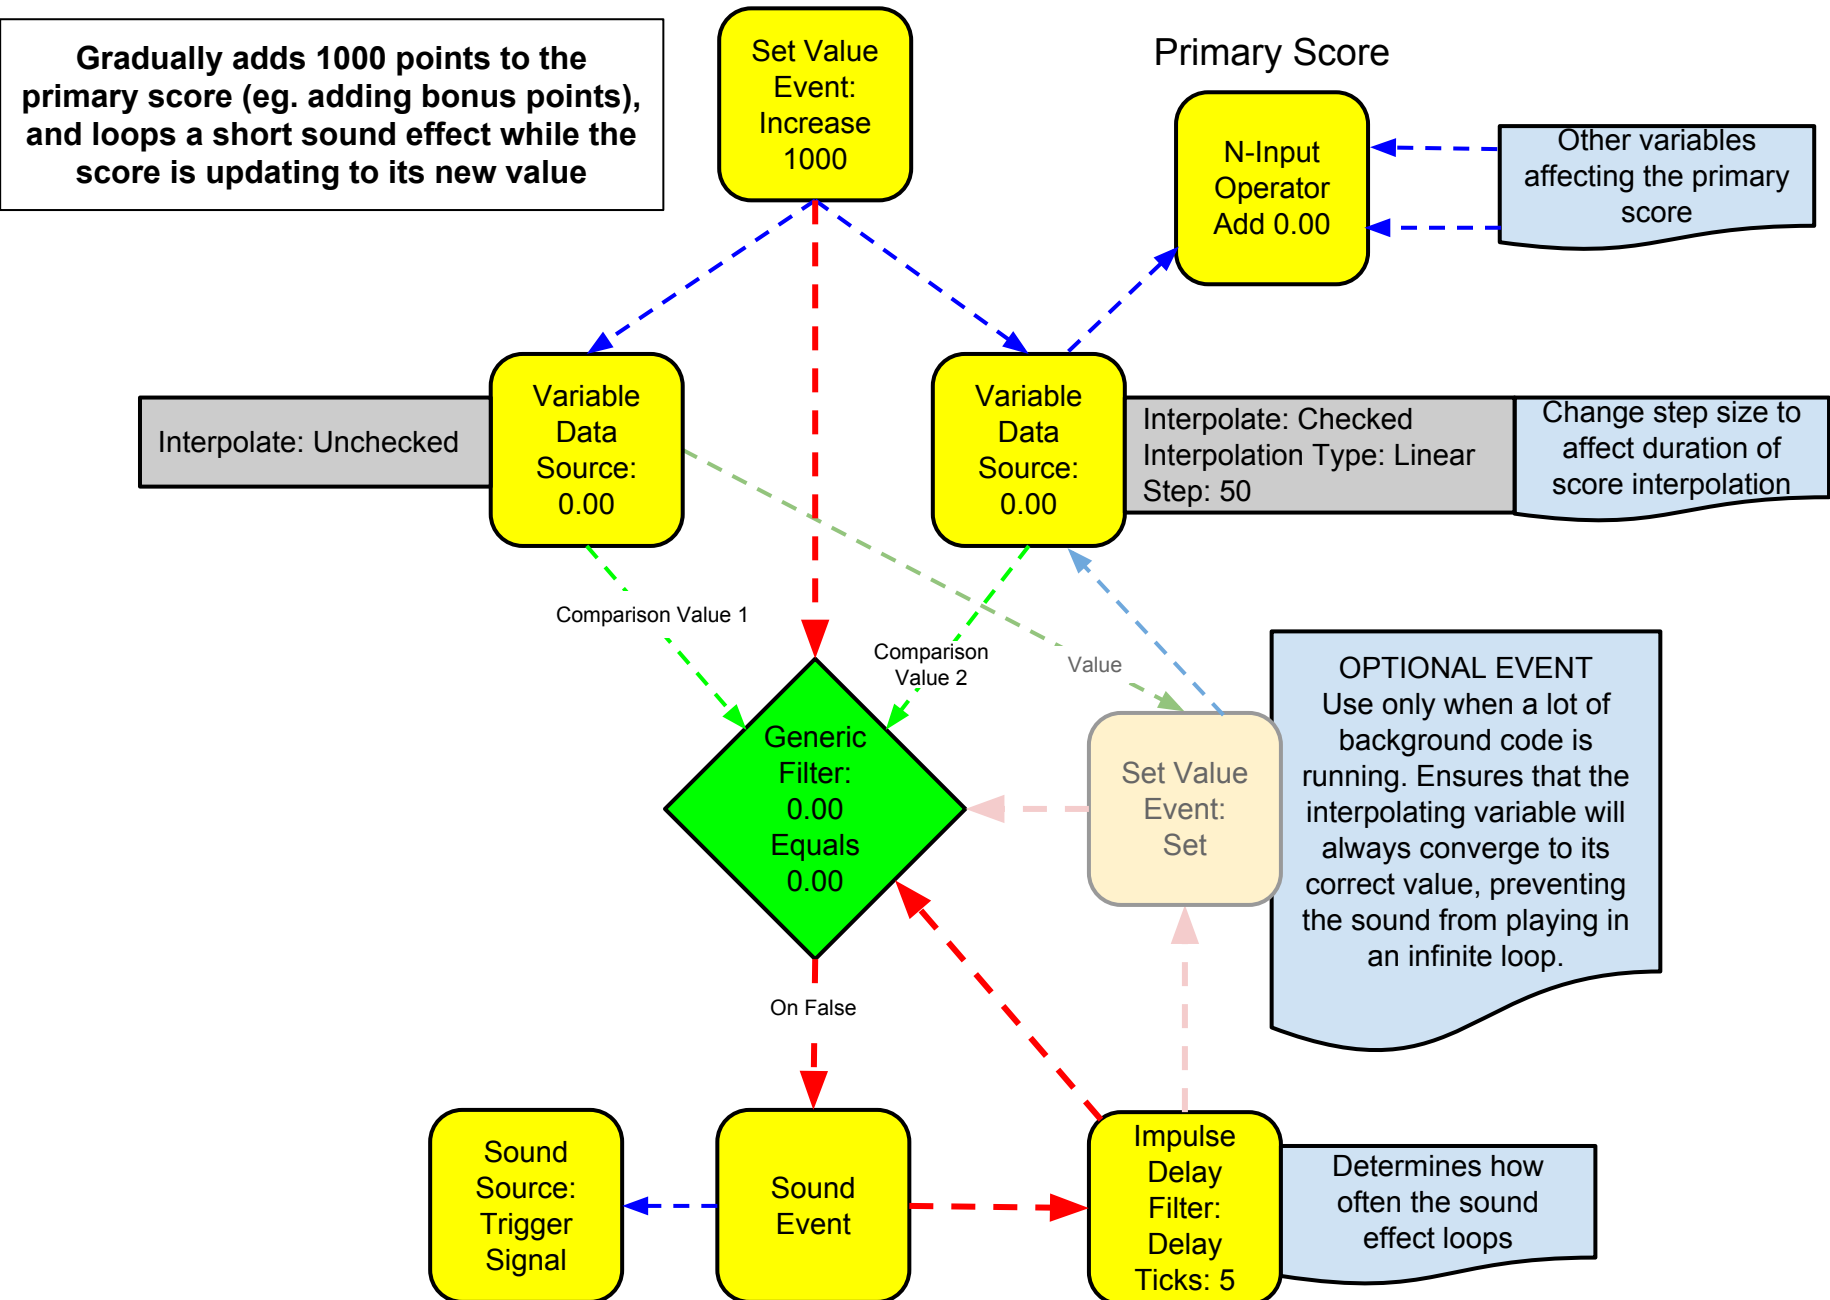 Gradually adds 1000 points to the
primary score (eg. adding bonus points),
and loops a short sound effect while the
score is updating to its new value
Set Value
Event:
Increase
1000
Primary Score
N-Input
Operator
Add 0.00
Other variables
affecting the primary
score
Interpolate: Unchecked
Variable
Data
Source:
0.00
Variable
Data
Source:
0.00
Interpolate: Checked
Interpolation Type: Linear
Step: 50
Change step size to
affect duration of
score interpolation
Comparison Value 1
Comparison
Value 2
Value
Generic
Filter:
0.00
Equals
0.00
Set Value
Event:
Set
OPTIONAL EVENT
Use only when a lot of
background code is
running. Ensures that the
interpolating variable will
always converge to its
correct value, preventing
the sound from playing in
an infinite loop.
On False
Sound
Source:
Trigger
Signal
Sound
Event
Impulse
Delay
Filter:
Delay
Ticks: 5
Determines how
often the sound
effect loops